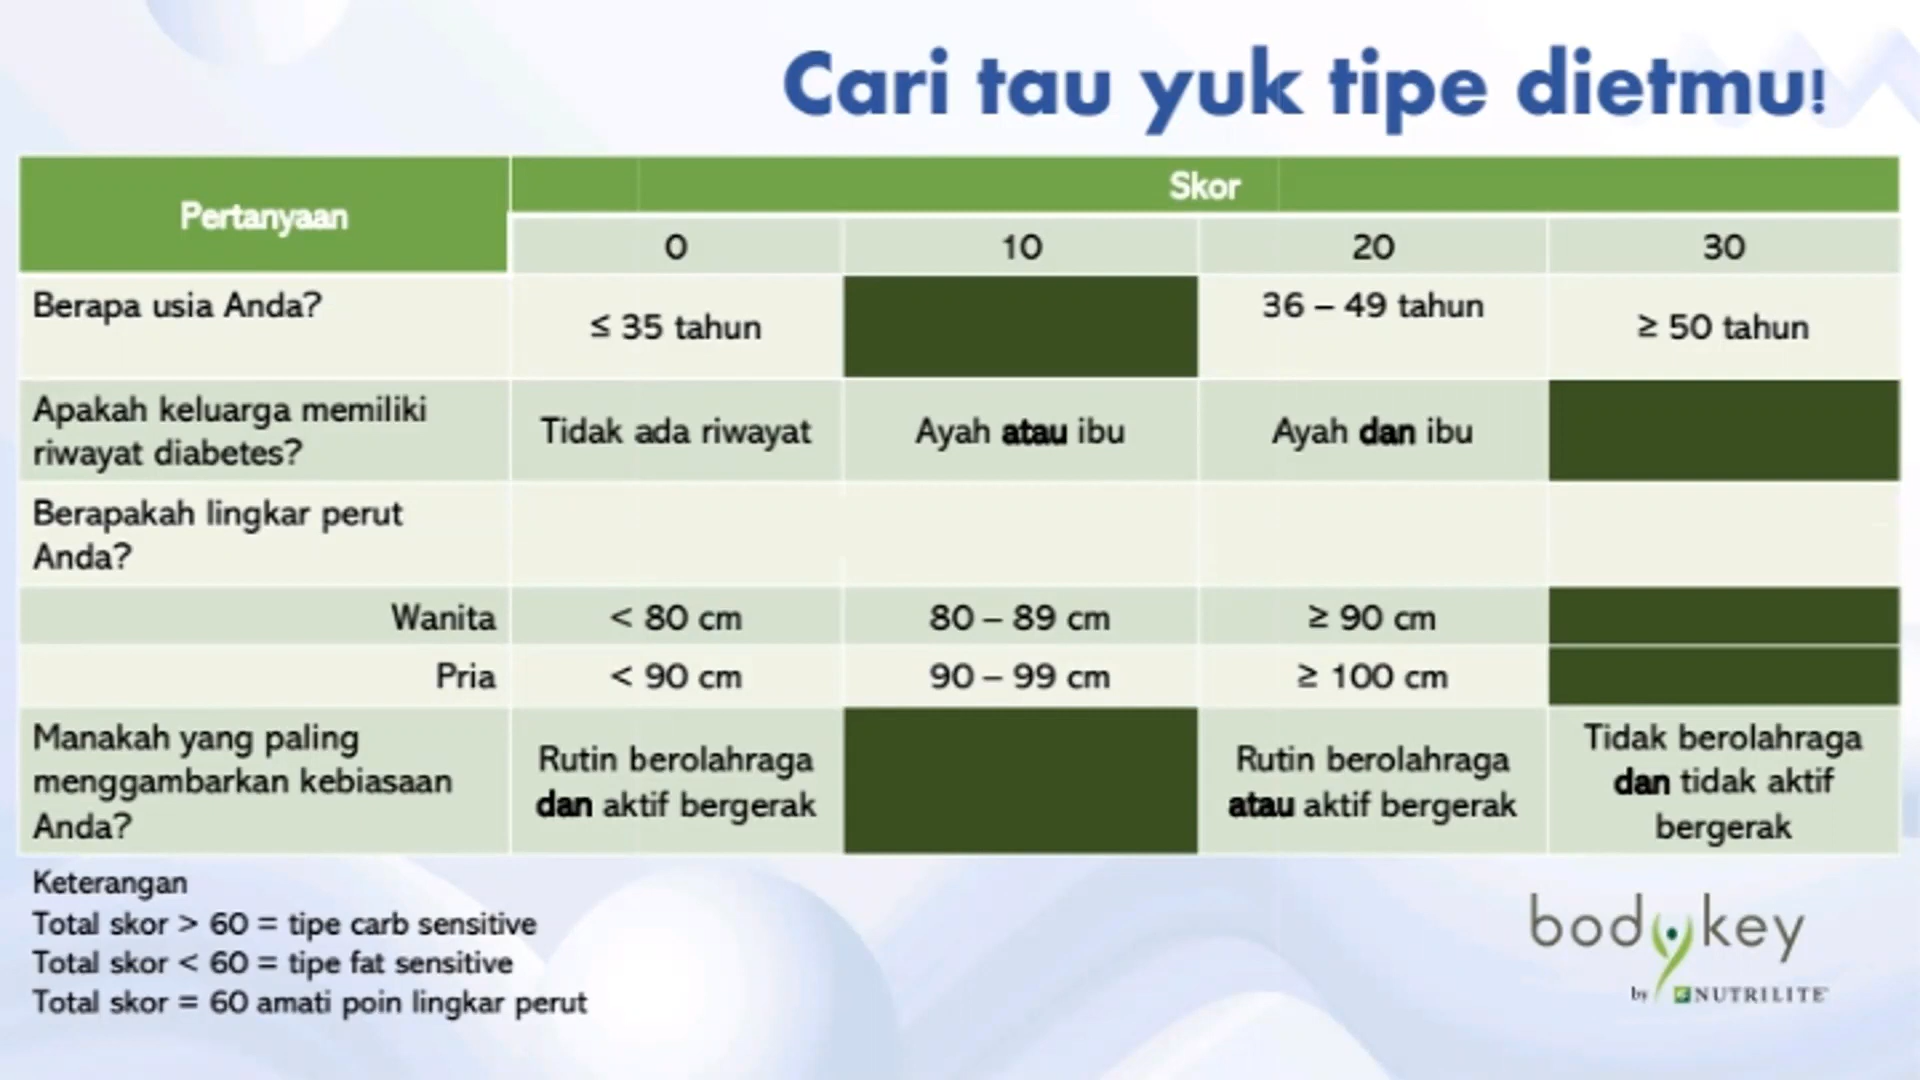 Cari tau yuk tipe dietmu!
Pertanyaan
Skor
0 10 20 30
Berapa usia Anda?
≤ 35 tahun
36 – 49 tahun
≥ 50 tahun
Apakah keluarga memiliki
riwayat diabetes?
Tidak ada riwayat
Ayah atau ibu
Ayah dan ibu
Berapakah lingkar perut
Anda?
Wanita < 80 cm 80 – 89 cm ≥ 90 cm
Pria < 90 cm 90 – 99 cm ≥ 100 cm
Manakah yang paling
menggambarkan kebiasaan
Anda?
Rutin berolahraga
dan aktif bergerak
Rutin berolahraga
atau aktif bergerak
Tidak berolahraga
dan tidak aktif
bergerak
Keterangan
Total skor > 60 = tipe carb sensitive
Total skor < 60 = tipe fat sensitive
Total skor = 60 amati poin lingkar perut
bodykey
by NUTRILITE